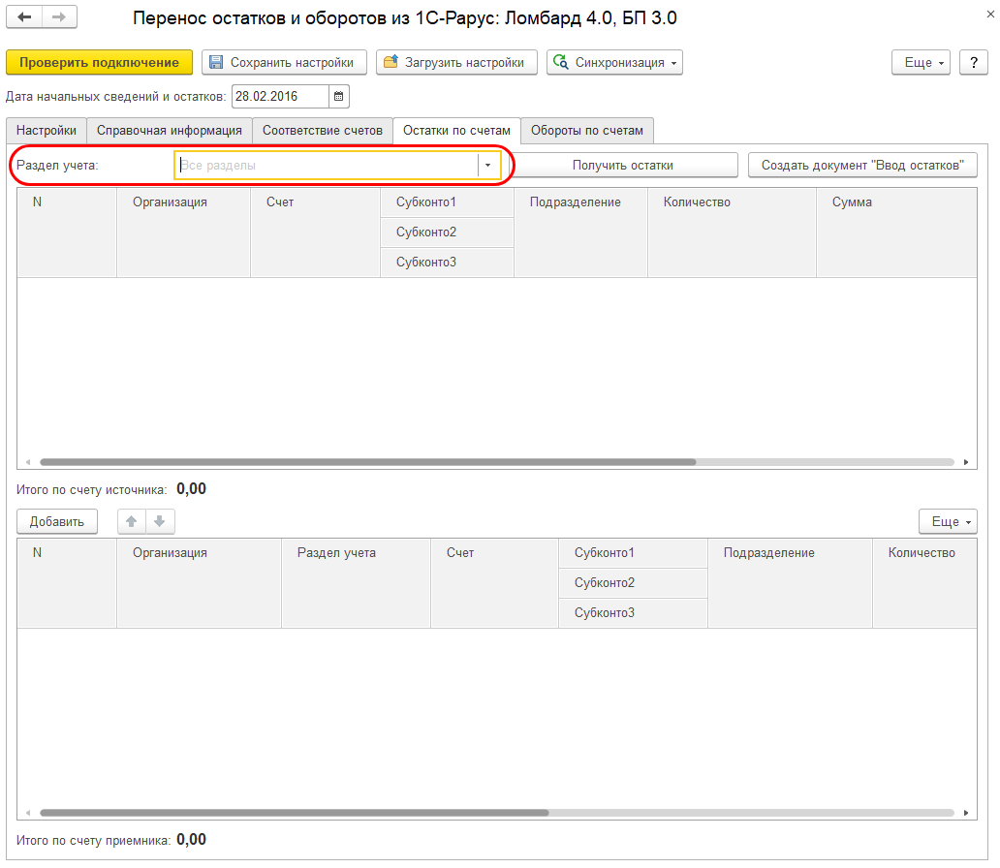 Перенос остатков и оборотов из 1С-Рарус: Ломбард 4.0, БП 3.0
Проверить подключение Сохранить настройки Загрузить настройки Синхронизация Еще ?
Дата начальных сведений и остатков: 28.02.2016
Настройки Справочная информация Соответствие счетов Остатки по счетам Обороты по счетам
Раздел учета: Все разделы Получить остатки Создать документ "Ввод остатков"
N Организация Счет Субконто1 Подразделение Количество Сумма
Субконто2
Субконто3
Итого по счету источника: 0,00
Добавить Еще
N Организация Раздел учета Счет Субконто1 Подразделение Количество
Субконто2
Субконто3
Итого по счету приемника: 0,00